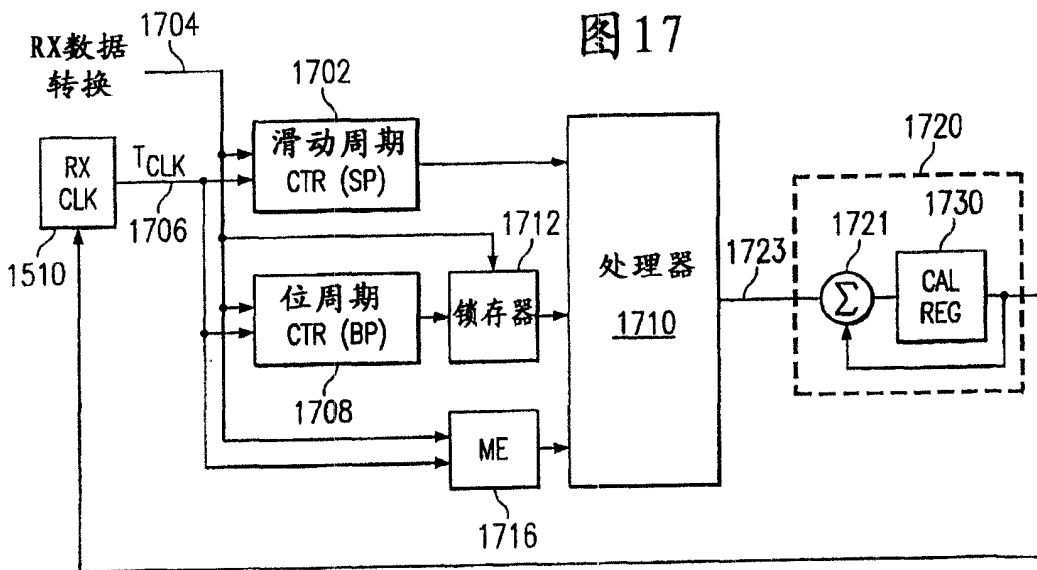 图17
1704
RX数据
转换
1702
滑动周期
CTR (SP)
RX
CLK
TCLK
1706
1510
1712
位周期
CTR (BP)
锁存器
1708
ME
1716
处理器
1710
1720
1730
1721
1723
Σ
CAL
REG